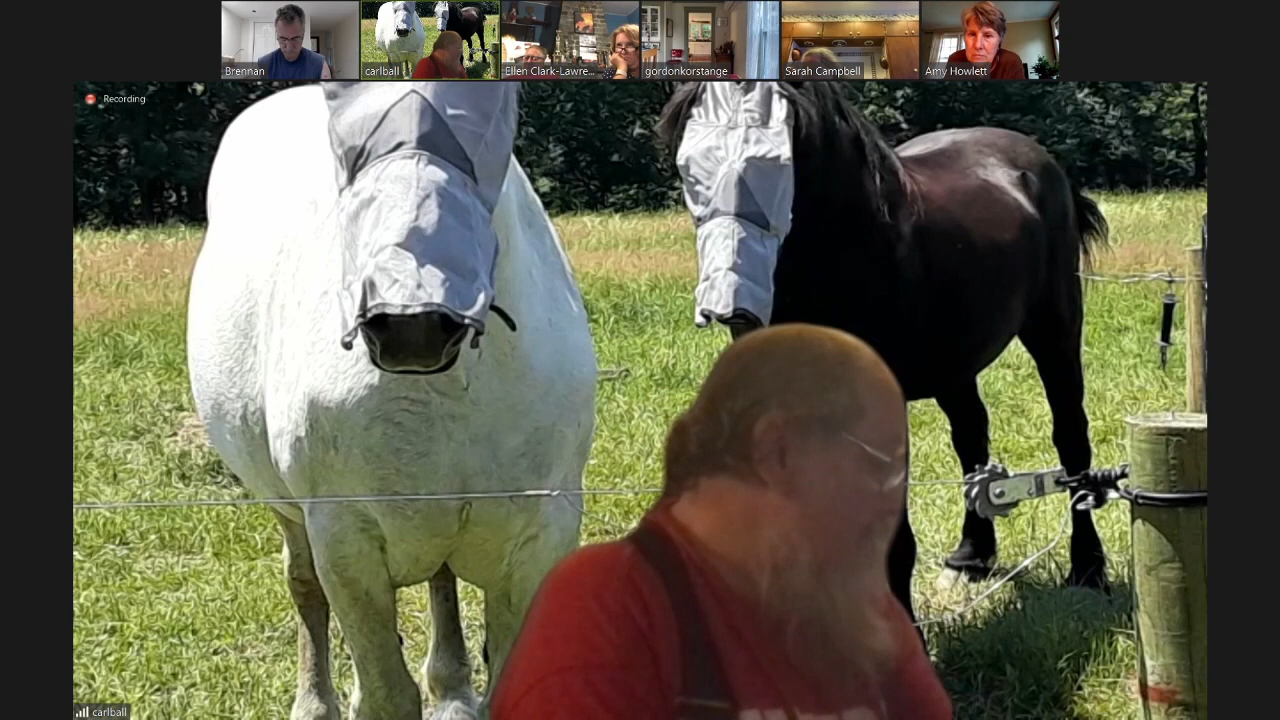 Brennan
carlball
Ellen Clark-Lawre...
gordonkorstange
Sarah Campbell
Amy Howlett
Recording
carlball